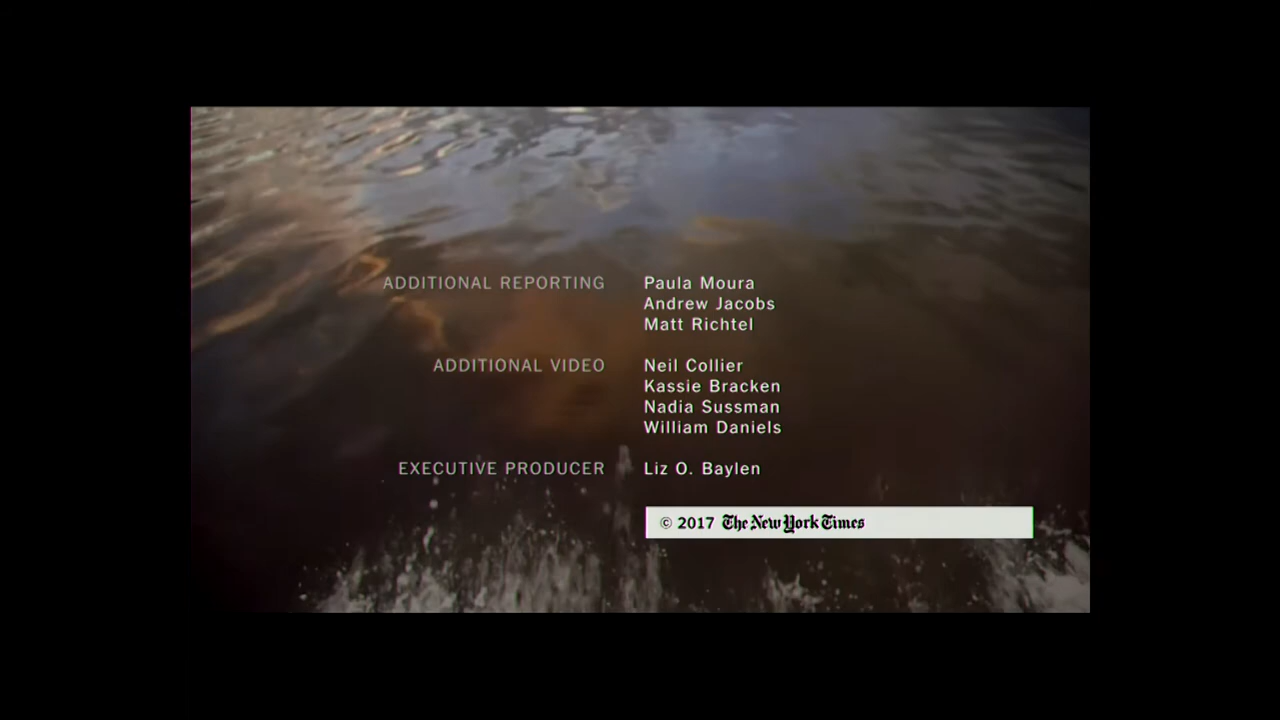 ADDITIONAL REPORTING Paula Moura
Andrew Jacobs
Matt Richtel
ADDITIONAL VIDEO Neil Collier
Kassie Bracken
Nadia Sussman
William Daniels
EXECUTIVE PRODUCER Liz O. Baylen
© 2017 The New York Times